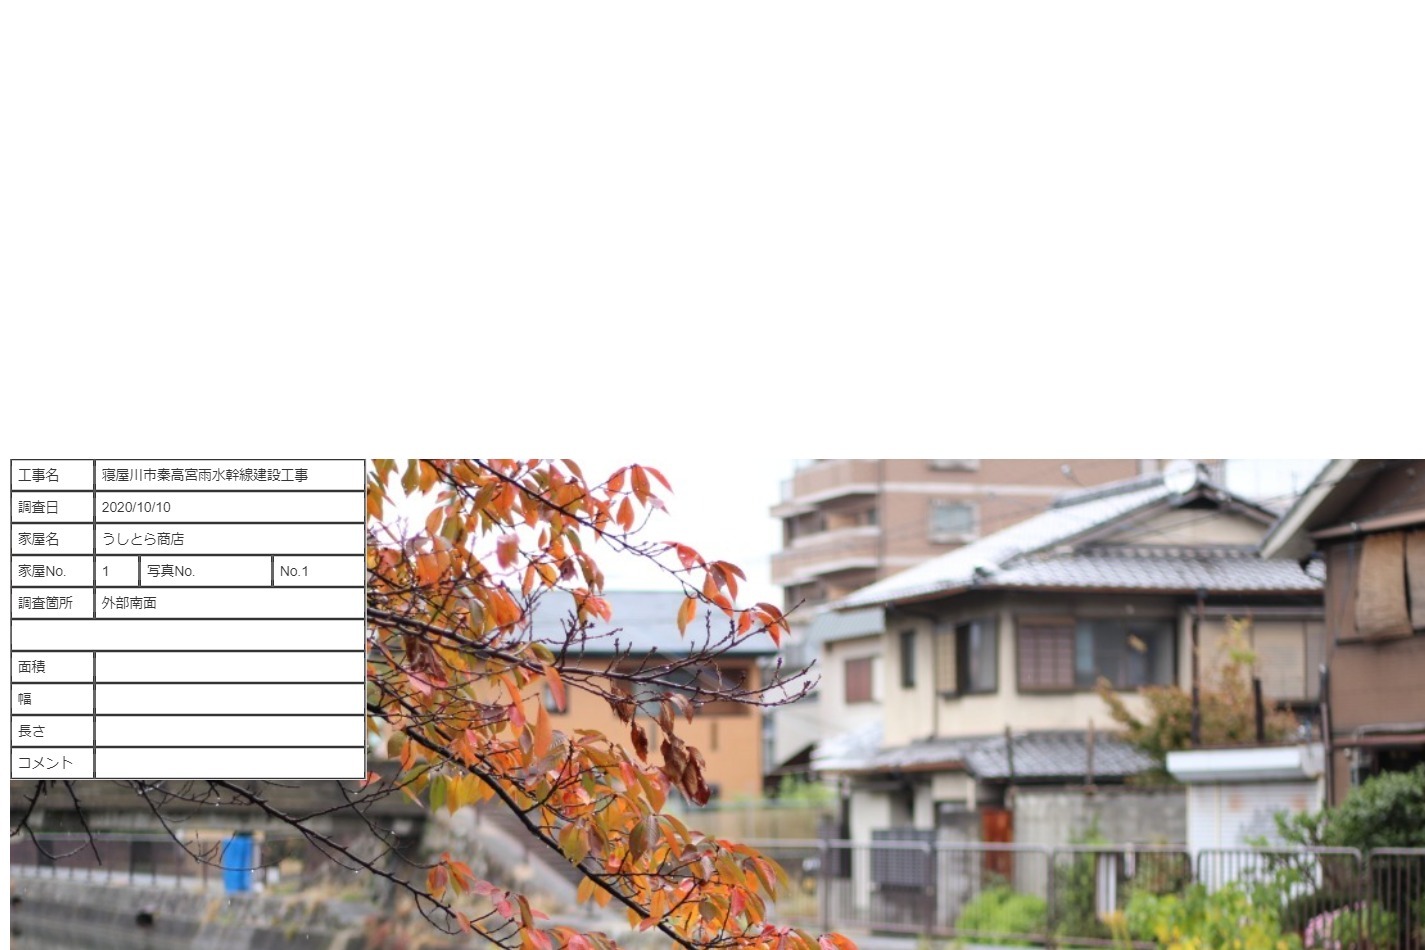 工事名 寝屋川市秦高宮雨水幹線建設工事
調査日 2020/10/10
家屋名 うしとら商店
家屋No. 1 写真No. No.1
調査箇所 外部南面
面積
幅
長さ
コメント